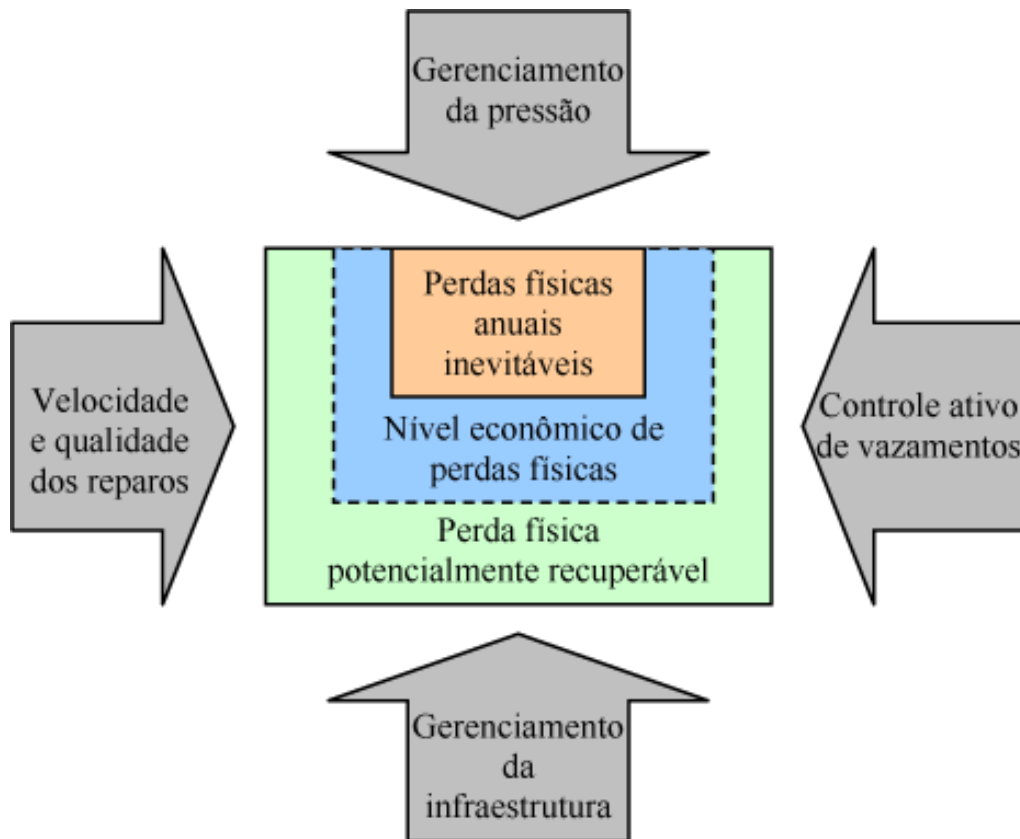 Gerenciamento
da pressão
Perdas físicas
anuais
inevitáveis
Velocidade
e qualidade
dos reparos
Nível econômico de
perdas físicas
Controle ativo
de vazamentos
Perda física
potencialmente recuperável
Gerenciamento
da
infraestrutura